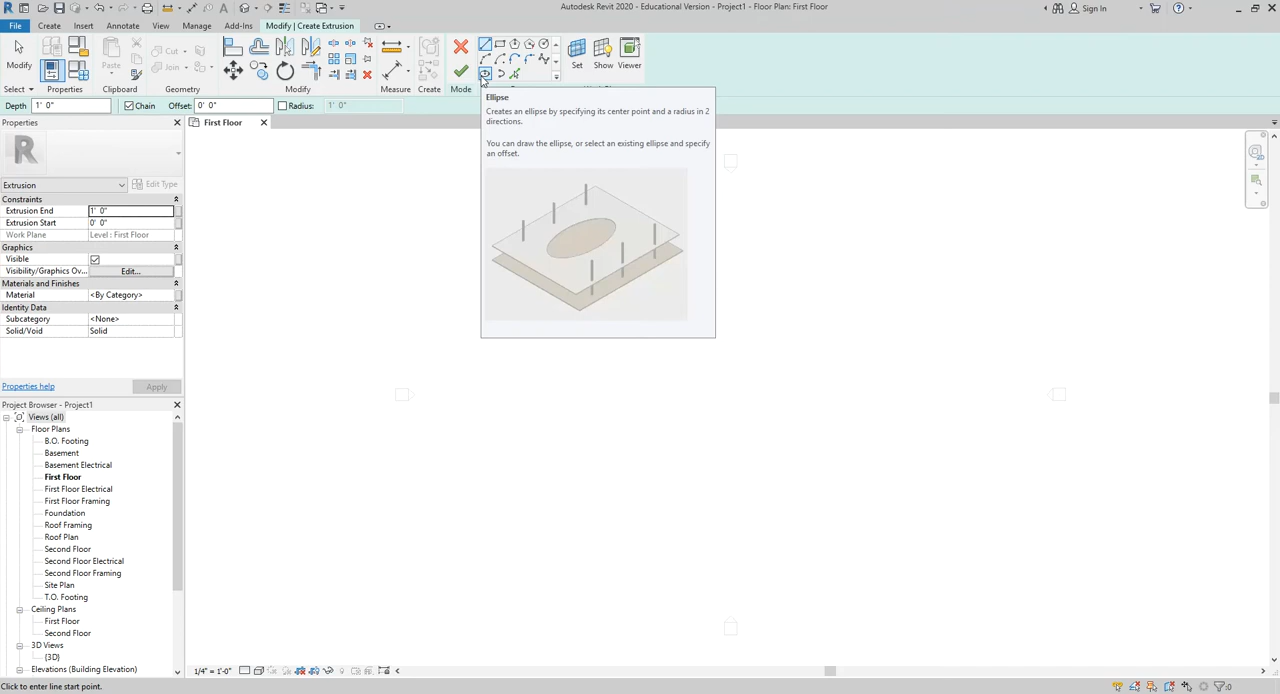 Autodesk Revit 2020 - Educational Version - Project1 - Floor Plan: First Floor
Sign In
File Create Insert Annotate View Manage Add-Ins Modify | Create Extrusion
Modify
Paste
Cut
Join
Set Show Viewer
Select Properties Clipboard Geometry Measure Create Mode
Depth 1' 0" Chain Offset: 0' 0" Radius: 1' 0"
Properties
First Floor
Ellipse
Creates an ellipse by specifying its center point and a radius in 2
directions.
You can draw the ellipse, or select an existing ellipse and specify
an offset.
Extrusion Edit Type
Constraints
Extrusion End 1' 0"
Extrusion Start 0' 0"
Work Plane Level : First Floor
Graphics
Visible
Visibility/Graphics Ov... Edit...
Materials and Finishes
Material <By Category>
Identity Data
Subcategory <None>
Solid/Void Solid
Properties help Apply
Project Browser - Project1
Views (all)
Floor Plans
B.O. Footing
Basement
Basement Electrical
First Floor
First Floor Electrical
First Floor Framing
Foundation
Roof Framing
Roof Plan
Second Floor
Second Floor Electrical
Second Floor Framing
Site Plan
T.O. Footing
Ceiling Plans
First Floor
Second Floor
3D Views
{3D}
Elevations (Building Elevation)
1/4" = 1'-0"
Click to enter line start point.
:0